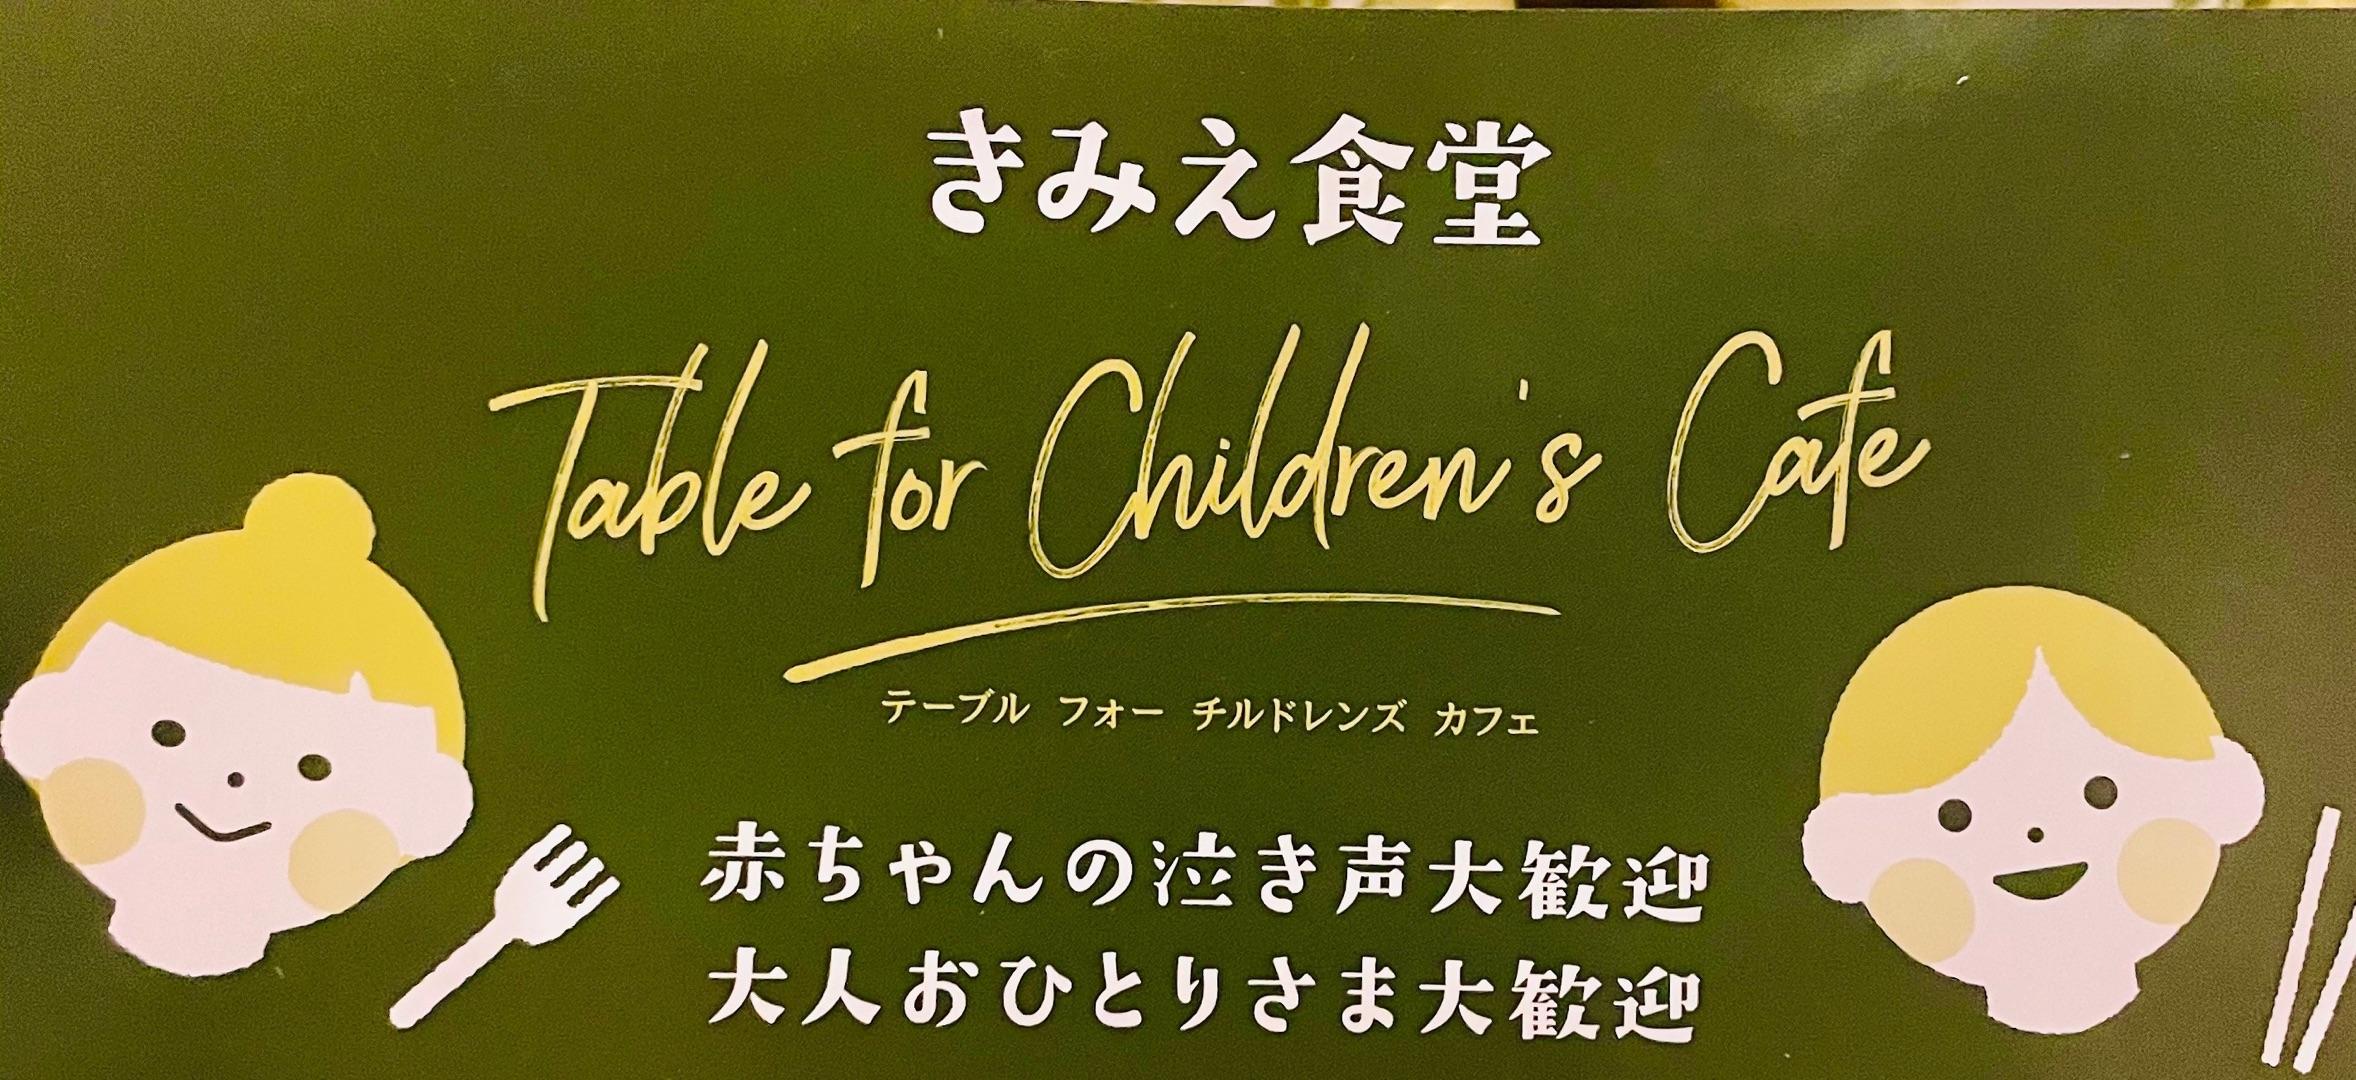 きみえ食堂
Table for Children's Cafe
テーブル フォー チルドレンズ カフェ
赤ちゃんの泣き声大歓迎
大人おひとりさま大歓迎